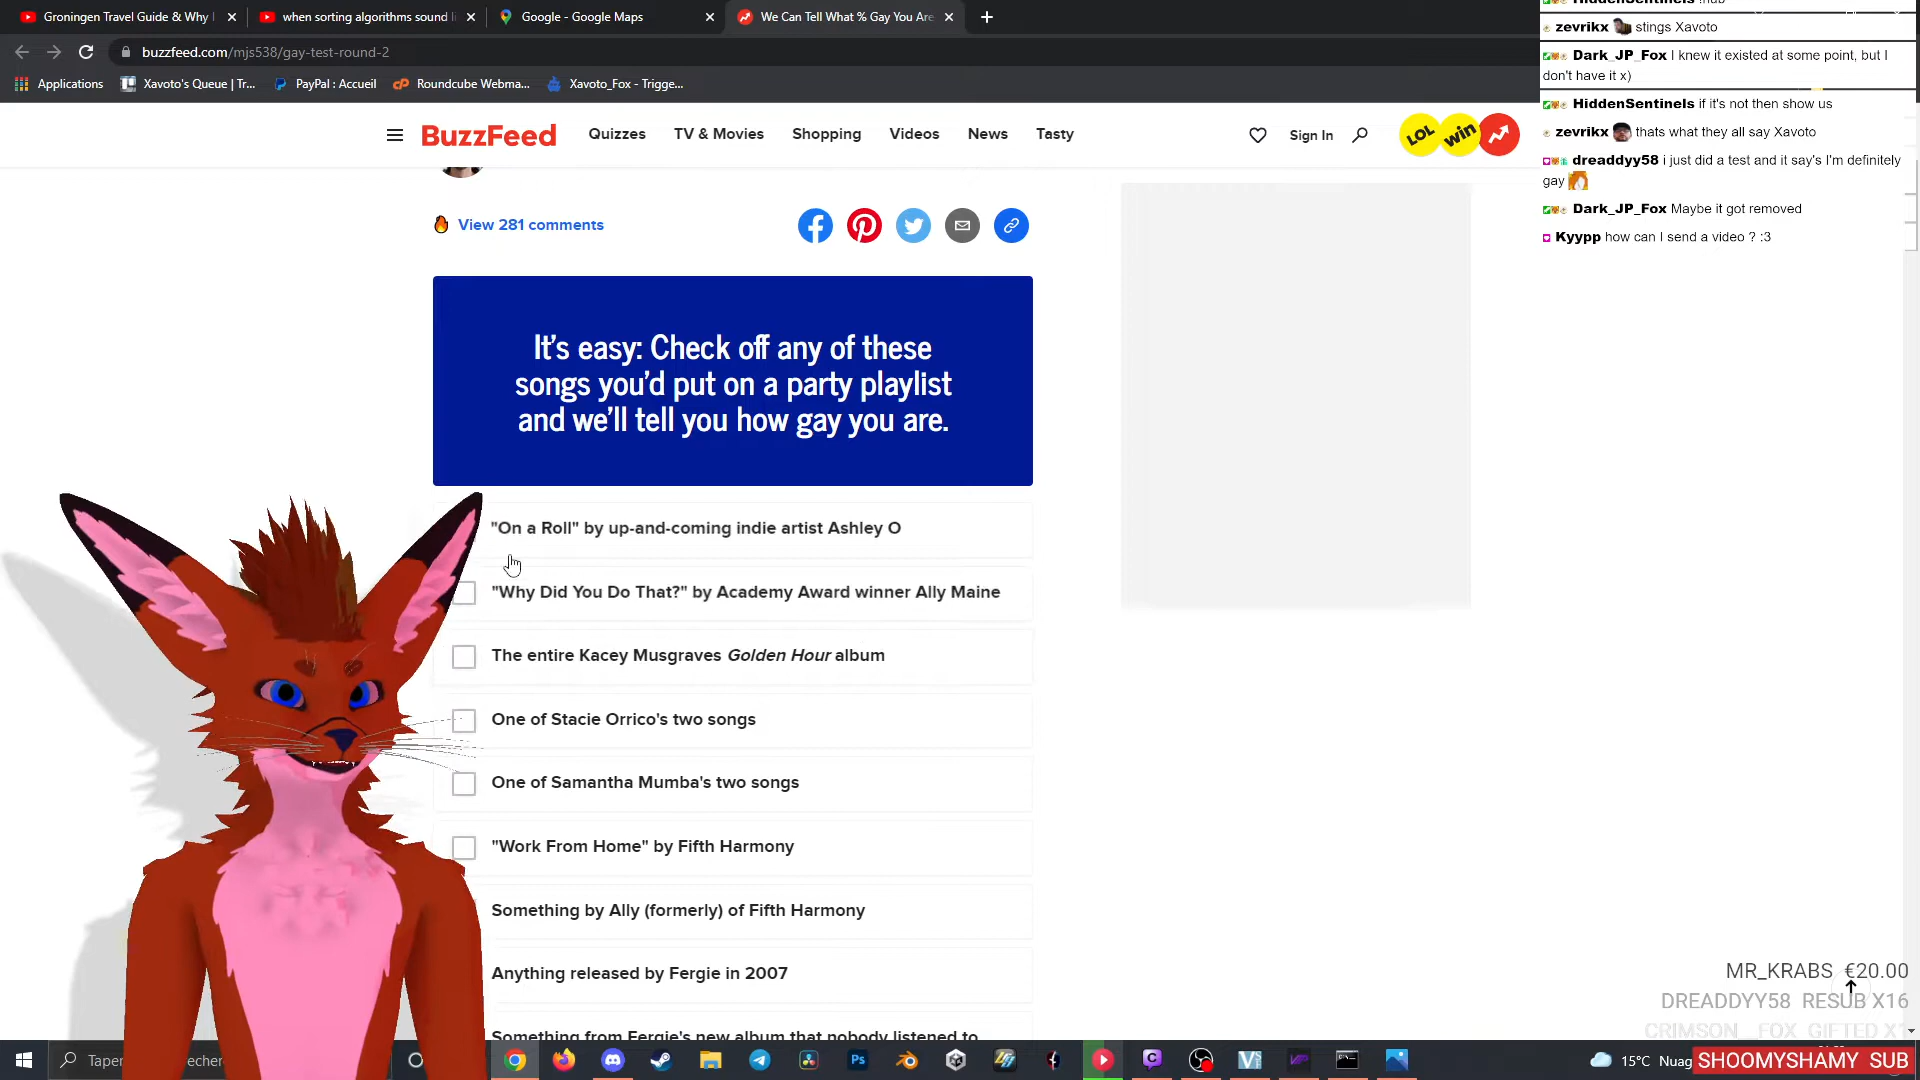 Groningen Travel Guide & Why
when sorting algorithms sound li
Google - Google Maps
We Can Tell What % Gay You Are
buzzfeed.com/mjs538/gay-test-round-2
Applications
Xavoto's Queue | Tr...
PayPal : Accueil
Roundcube Webma...
Xavoto_Fox - Trigge...
BuzzFeed
Quizzes
TV & Movies
Shopping
Videos
News
Tasty
Sign In
LOL
win
View 281 comments
It's easy: Check off any of these
songs you'd put on a party playlist
and we'll tell you how gay you are.
"On a Roll" by up-and-coming indie artist Ashley O
"Why Did You Do That?" by Academy Award winner Ally Maine
The entire Kacey Musgraves Golden Hour album
One of Stacie Orrico's two songs
One of Samantha Mumba's two songs
"Work From Home" by Fifth Harmony
Something by Ally (formerly) of Fifth Harmony
Anything released by Fergie in 2007
Something from Fergie's new album that nobody listened to
zevrikx stings Xavoto
Dark_JP_Fox I knew it existed at some point, but I
don't have it x)
HiddenSentinels if it's not then show us
zevrikx thats what they all say Xavoto
dreaddyy58 i just did a test and it say's I'm definitely
gay
Dark_JP_Fox Maybe it got removed
Kyypp how can I send a video ? :3
MR_KRABS €20.00
DREADDYY58 RESUB X16
CRIMSON__FOX GIFTED X1
Taper
echer
15°C Nuag
SHOOMYSHAMY SUB